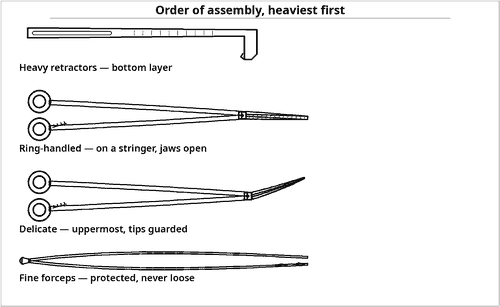 Order of assembly, heaviest first
Heavy retractors — bottom layer
Ring-handled — on a stringer, jaws open
Delicate — uppermost, tips guarded
Fine forceps — protected, never loose